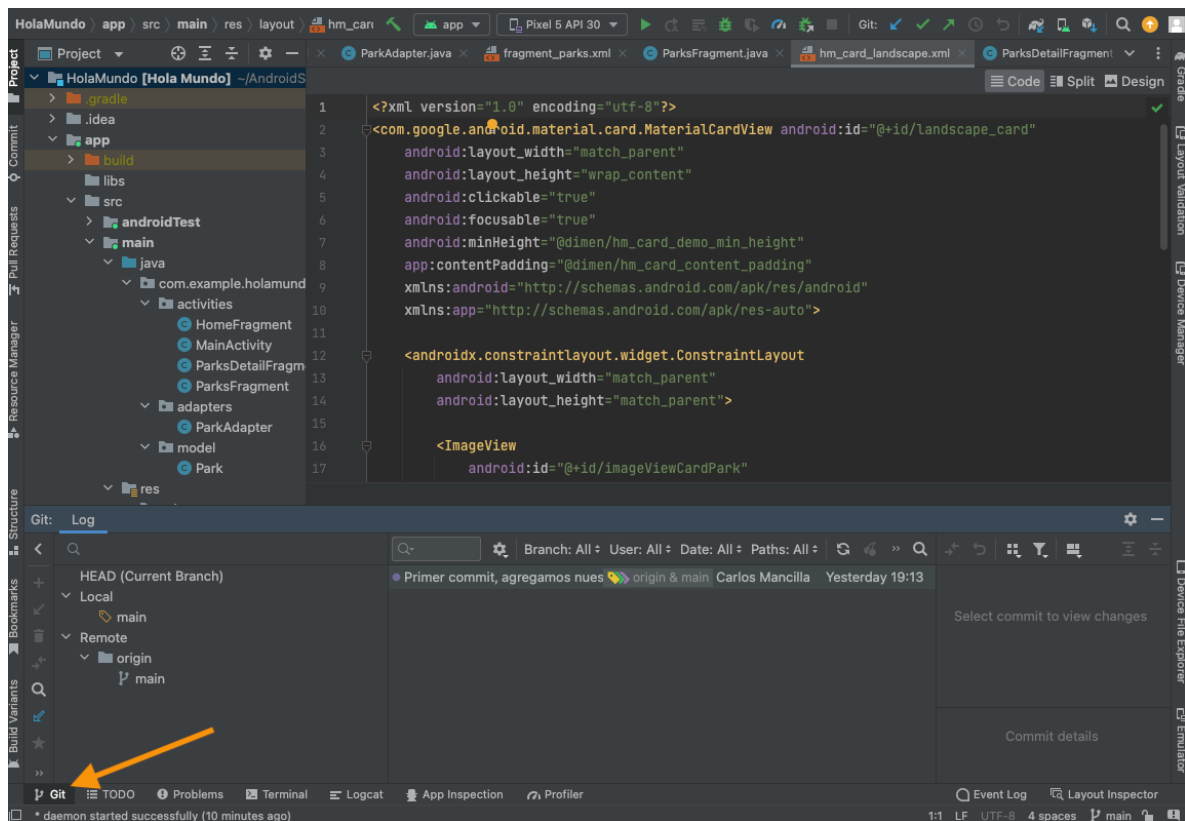 HolaMundo app src main res layout hm_card app Pixel 5 API 30 Git:
Project ParkAdapter.java fragment_parks.xml ParksFragment.java hm_card_landscape.xml ParksDetailFragment
Code Split Design
HolaMundo [Hola Mundo] ~/AndroidS
.gradle
.idea
app
build
libs
src
androidTest
main
java
com.example.holamund
activities
HomeFragment
MainActivity
ParksDetailFragm
ParksFragment
adapters
ParkAdapter
model
Park
res
1 <?xml version="1.0" encoding="utf-8"?>
2 <com.google.android.material.card.MaterialCardView android:id="@+id/landscape_card"
3 android:layout_width="match_parent"
4 android:layout_height="wrap_content"
5 android:clickable="true"
6 android:focusable="true"
7 android:minHeight="@dimen/hm_card_demo_min_height"
8 app:contentPadding="@dimen/hm_card_content_padding"
9 xmlns:android="http://schemas.android.com/apk/res/android"
10 xmlns:app="http://schemas.android.com/apk/res-auto">
11
12 <androidx.constraintlayout.widget.ConstraintLayout
13 android:layout_width="match_parent"
14 android:layout_height="match_parent">
15
16 <ImageView
17 android:id="@+id/imageViewCardPark"
Project
Commit
Pull Requests
Resource Manager
Structure
Bookmarks
Build Variants
Gradle
Layout Validation
Device Manager
Device File Explorer
Emulator
Git: Log
Branch: All User: All Date: All Paths: All
HEAD (Current Branch)
Local
main
Remote
origin
main
Primer commit, agregamos nues origin & main Carlos Mancilla Yesterday 19:13
Select commit to view changes
Commit details
Git TODO Problems Terminal Logcat App Inspection Profiler Event Log Layout Inspector
* daemon started successfully (10 minutes ago) 1:1 LF UTF-8 4 spaces main